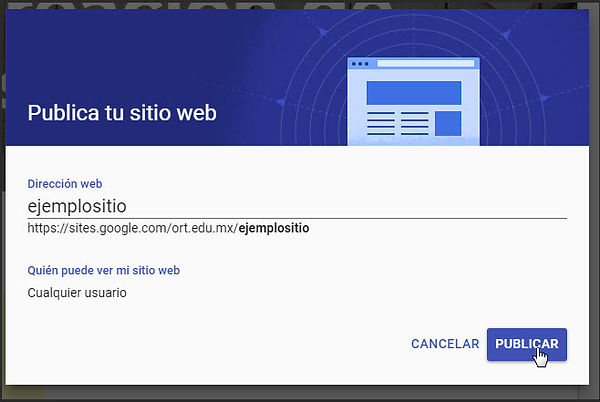 Publica tu sitio web
Dirección web
ejemplositio
https://sites.google.com/ort.edu.mx/ejemplositio
Quién puede ver mi sitio web
Cualquier usuario
CANCELAR PUBLICAR